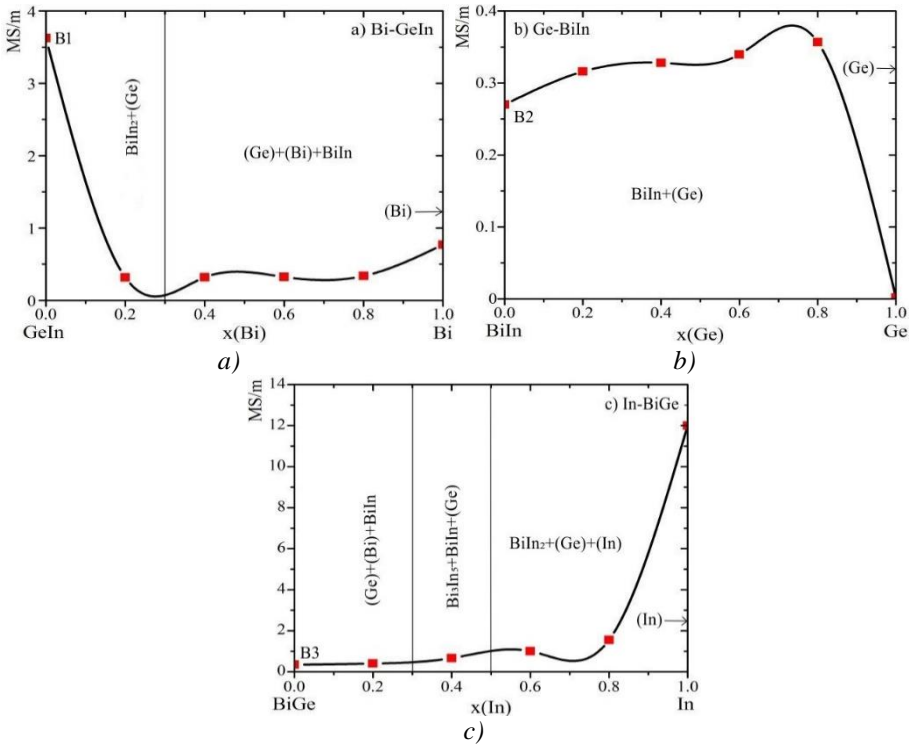 MS/m
a) Bi-GeIn
B1
BiIn₂+(Ge)
(Ge)+(Bi)+BiIn
(Bi)
4
3
2
1
0
0.0 0.2 0.4 0.6 0.8 1.0
GeIn x(Bi) Bi
a)
MS/m
b) Ge-BiIn
(Ge)
B2
BiIn+(Ge)
0.4
0.3
0.2
0.1
0
0.0 0.2 0.4 0.6 0.8 1.0
BiIn x(Ge) Ge
b)
MS/m
c) In-BiGe
(Ge)+(Bi)+BiIn
Bi₃In₅+BiIn+(Ge)
BiIn₂+(Ge)+(In)
(In)
B3
14
12
10
8
6
4
2
0
0.0 0.2 0.4 0.6 0.8 1.0
BiGe x(In) In
c)